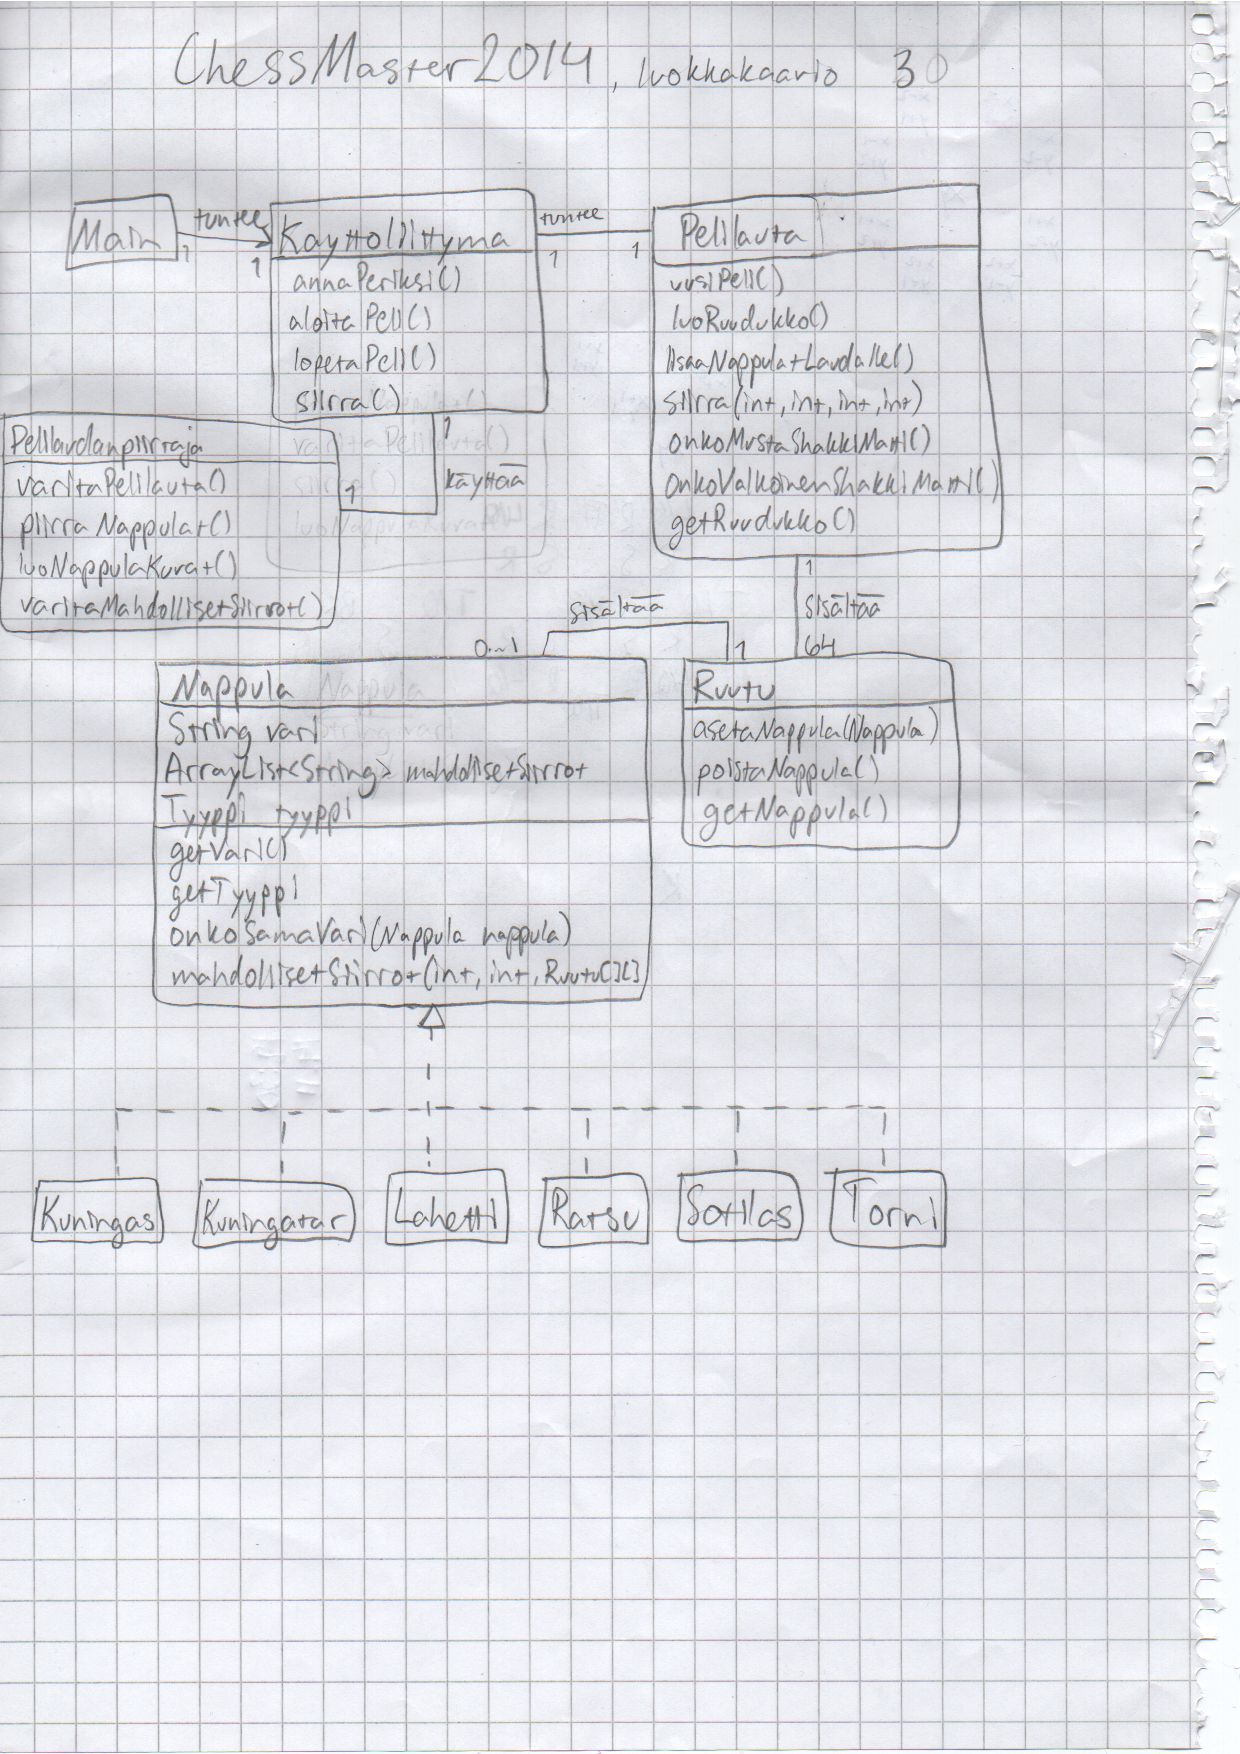 ChessMaster2014, luokkakaavio 30
Main
tuntee
1
1
Kayttoliittyma
annaPeriksi()
aloitaPeli()
lopetaPeli()
siirra()
tuntee
1
1
Pelilauta
uusiPeli()
luoRuudukko()
lisaaNappulatLaudalle()
siirra(int, int, int, int)
onkoMustaShakkiMatti()
onkoValkoinenShakkiMatti()
getRuudukko()
1
käyttää
1
Pelilaudanpiirraja
varitaPelilauta()
piirraNappulat()
luoNappulaKuvat()
varitaMahdollisetSiirrot()
1
sisältää
64
sisältää
0...1
1
Nappula
String vari
ArrayList<String> mahdollisetSiirrot
Tyyppi tyyppi
getVari()
getTyyppi
onkoSamaVari(Nappula nappula)
mahdollisetSiirrot(int, int, Ruutu[][]
Ruutu
asetaNappula(Nappula)
poistaNappula()
getNappula()
Kuningas
Kuningatar
Lahetti
Ratsu
Sotilas
Torni